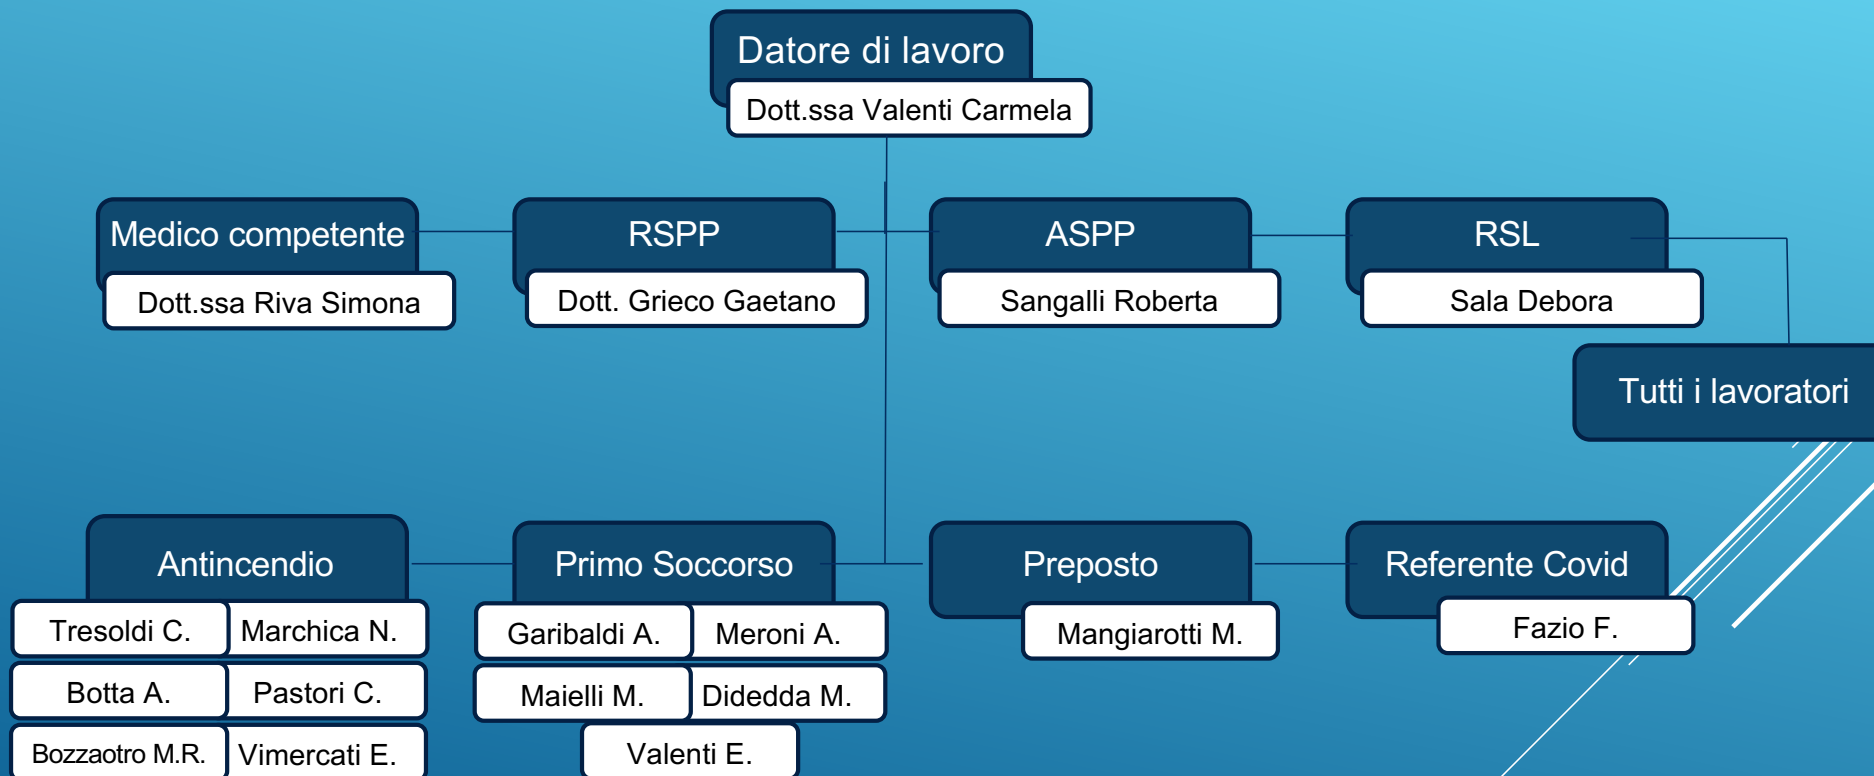 Datore di lavoro
Dott.ssa Valenti Carmela
Medico competente
Dott.ssa Riva Simona
RSPP
Dott. Grieco Gaetano
ASPP
Sangalli Roberta
RSL
Sala Debora
Tutti i lavoratori
Antincendio
Tresoldi C.
Marchica N.
Botta A.
Pastori C.
Bozzaotro M.R.
Vimercati E.
Primo Soccorso
Garibaldi A.
Meroni A.
Maielli M.
Didedda M.
Valenti E.
Preposto
Mangiarotti M.
Referente Covid
Fazio F.